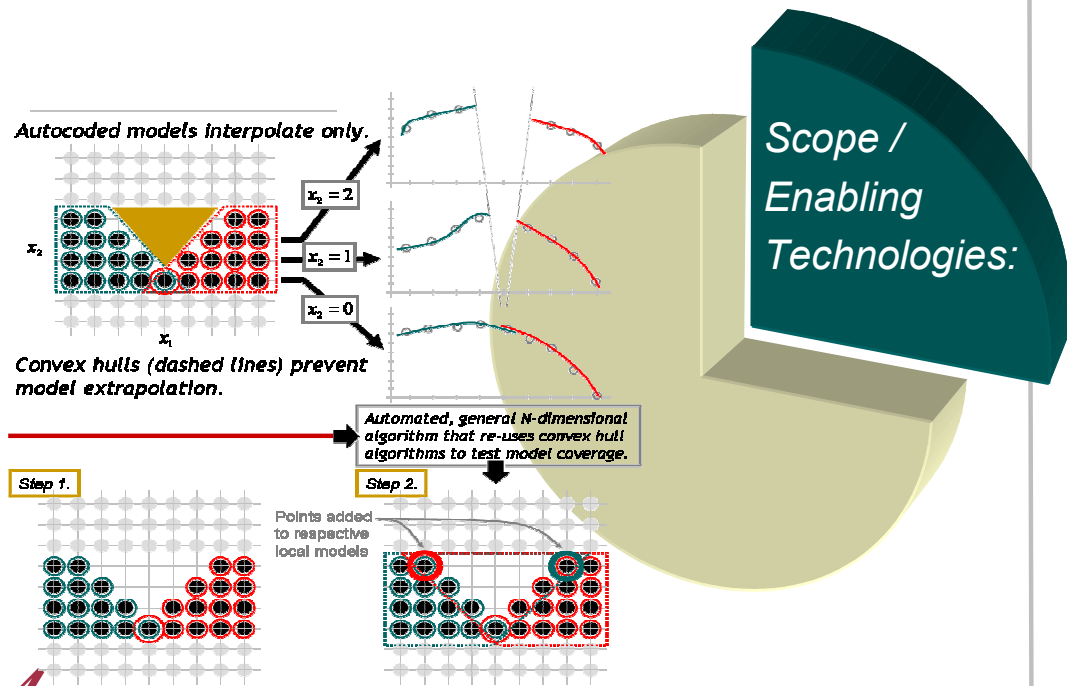 Scope /
Enabling
Technologies:
Autocoded models interpolate only.
x₂ = 2
x₂
x₂ = 1
x₂ = 0
x₁
Convex hulls (dashed lines) prevent
model extrapolation.
Automated, general N-dimensional
algorithm that re-uses convex hull
algorithms to test model coverage.
Step 1.
Step 2.
Points added
to respective
local models